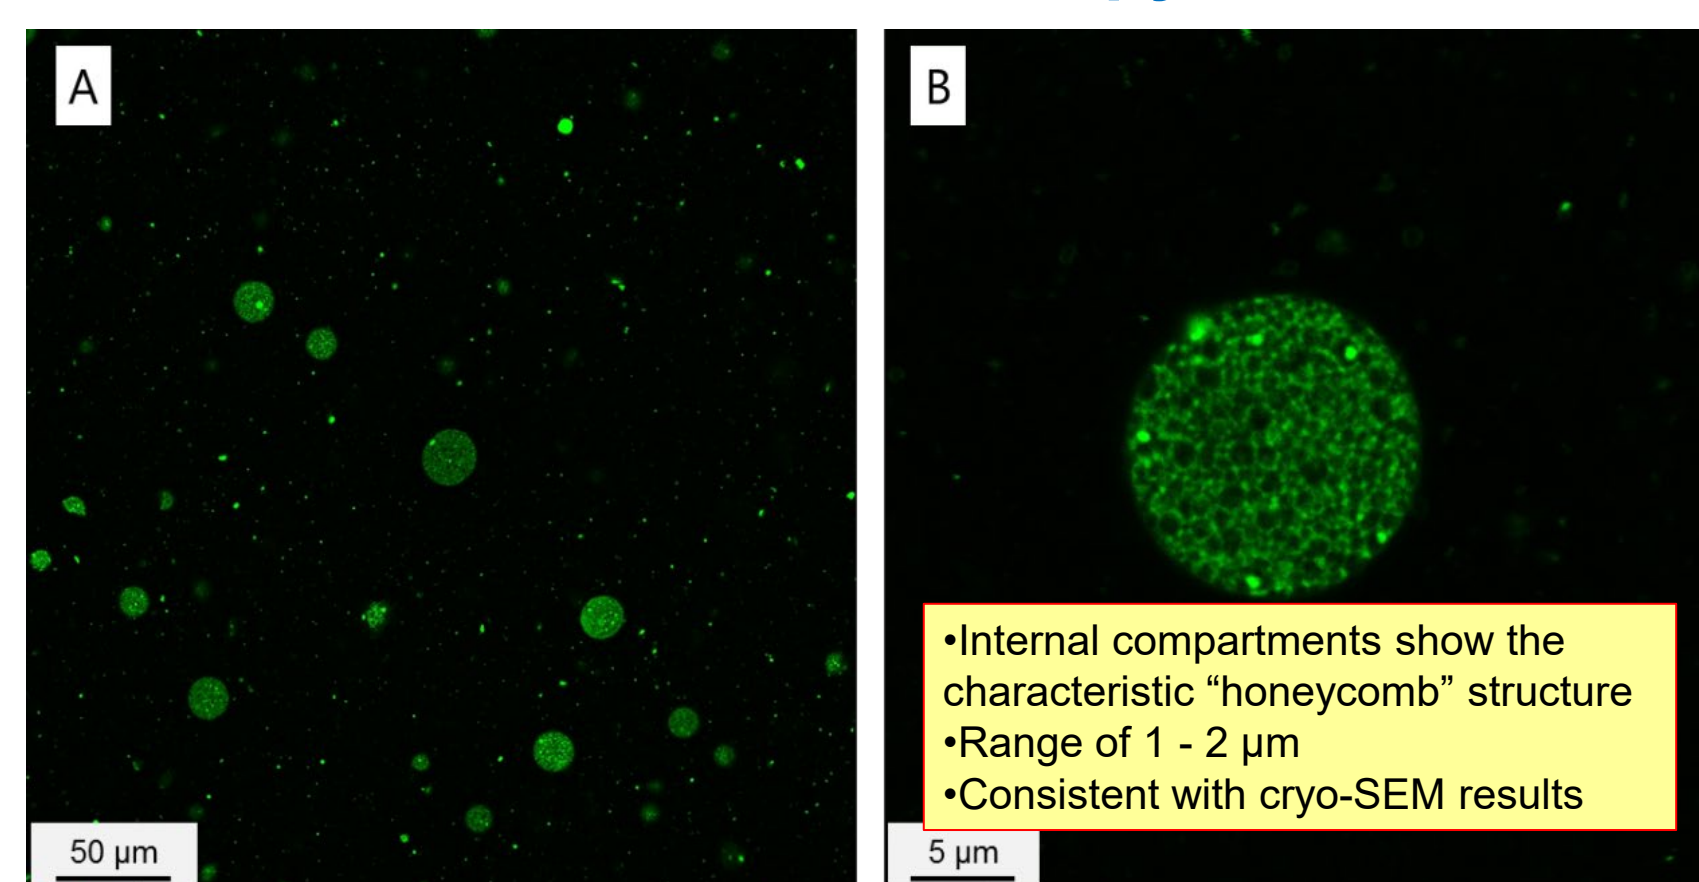 A
B
•Internal compartments show the
characteristic “honeycomb” structure
•Range of 1 - 2 µm
•Consistent with cryo-SEM results
50 µm
5 µm